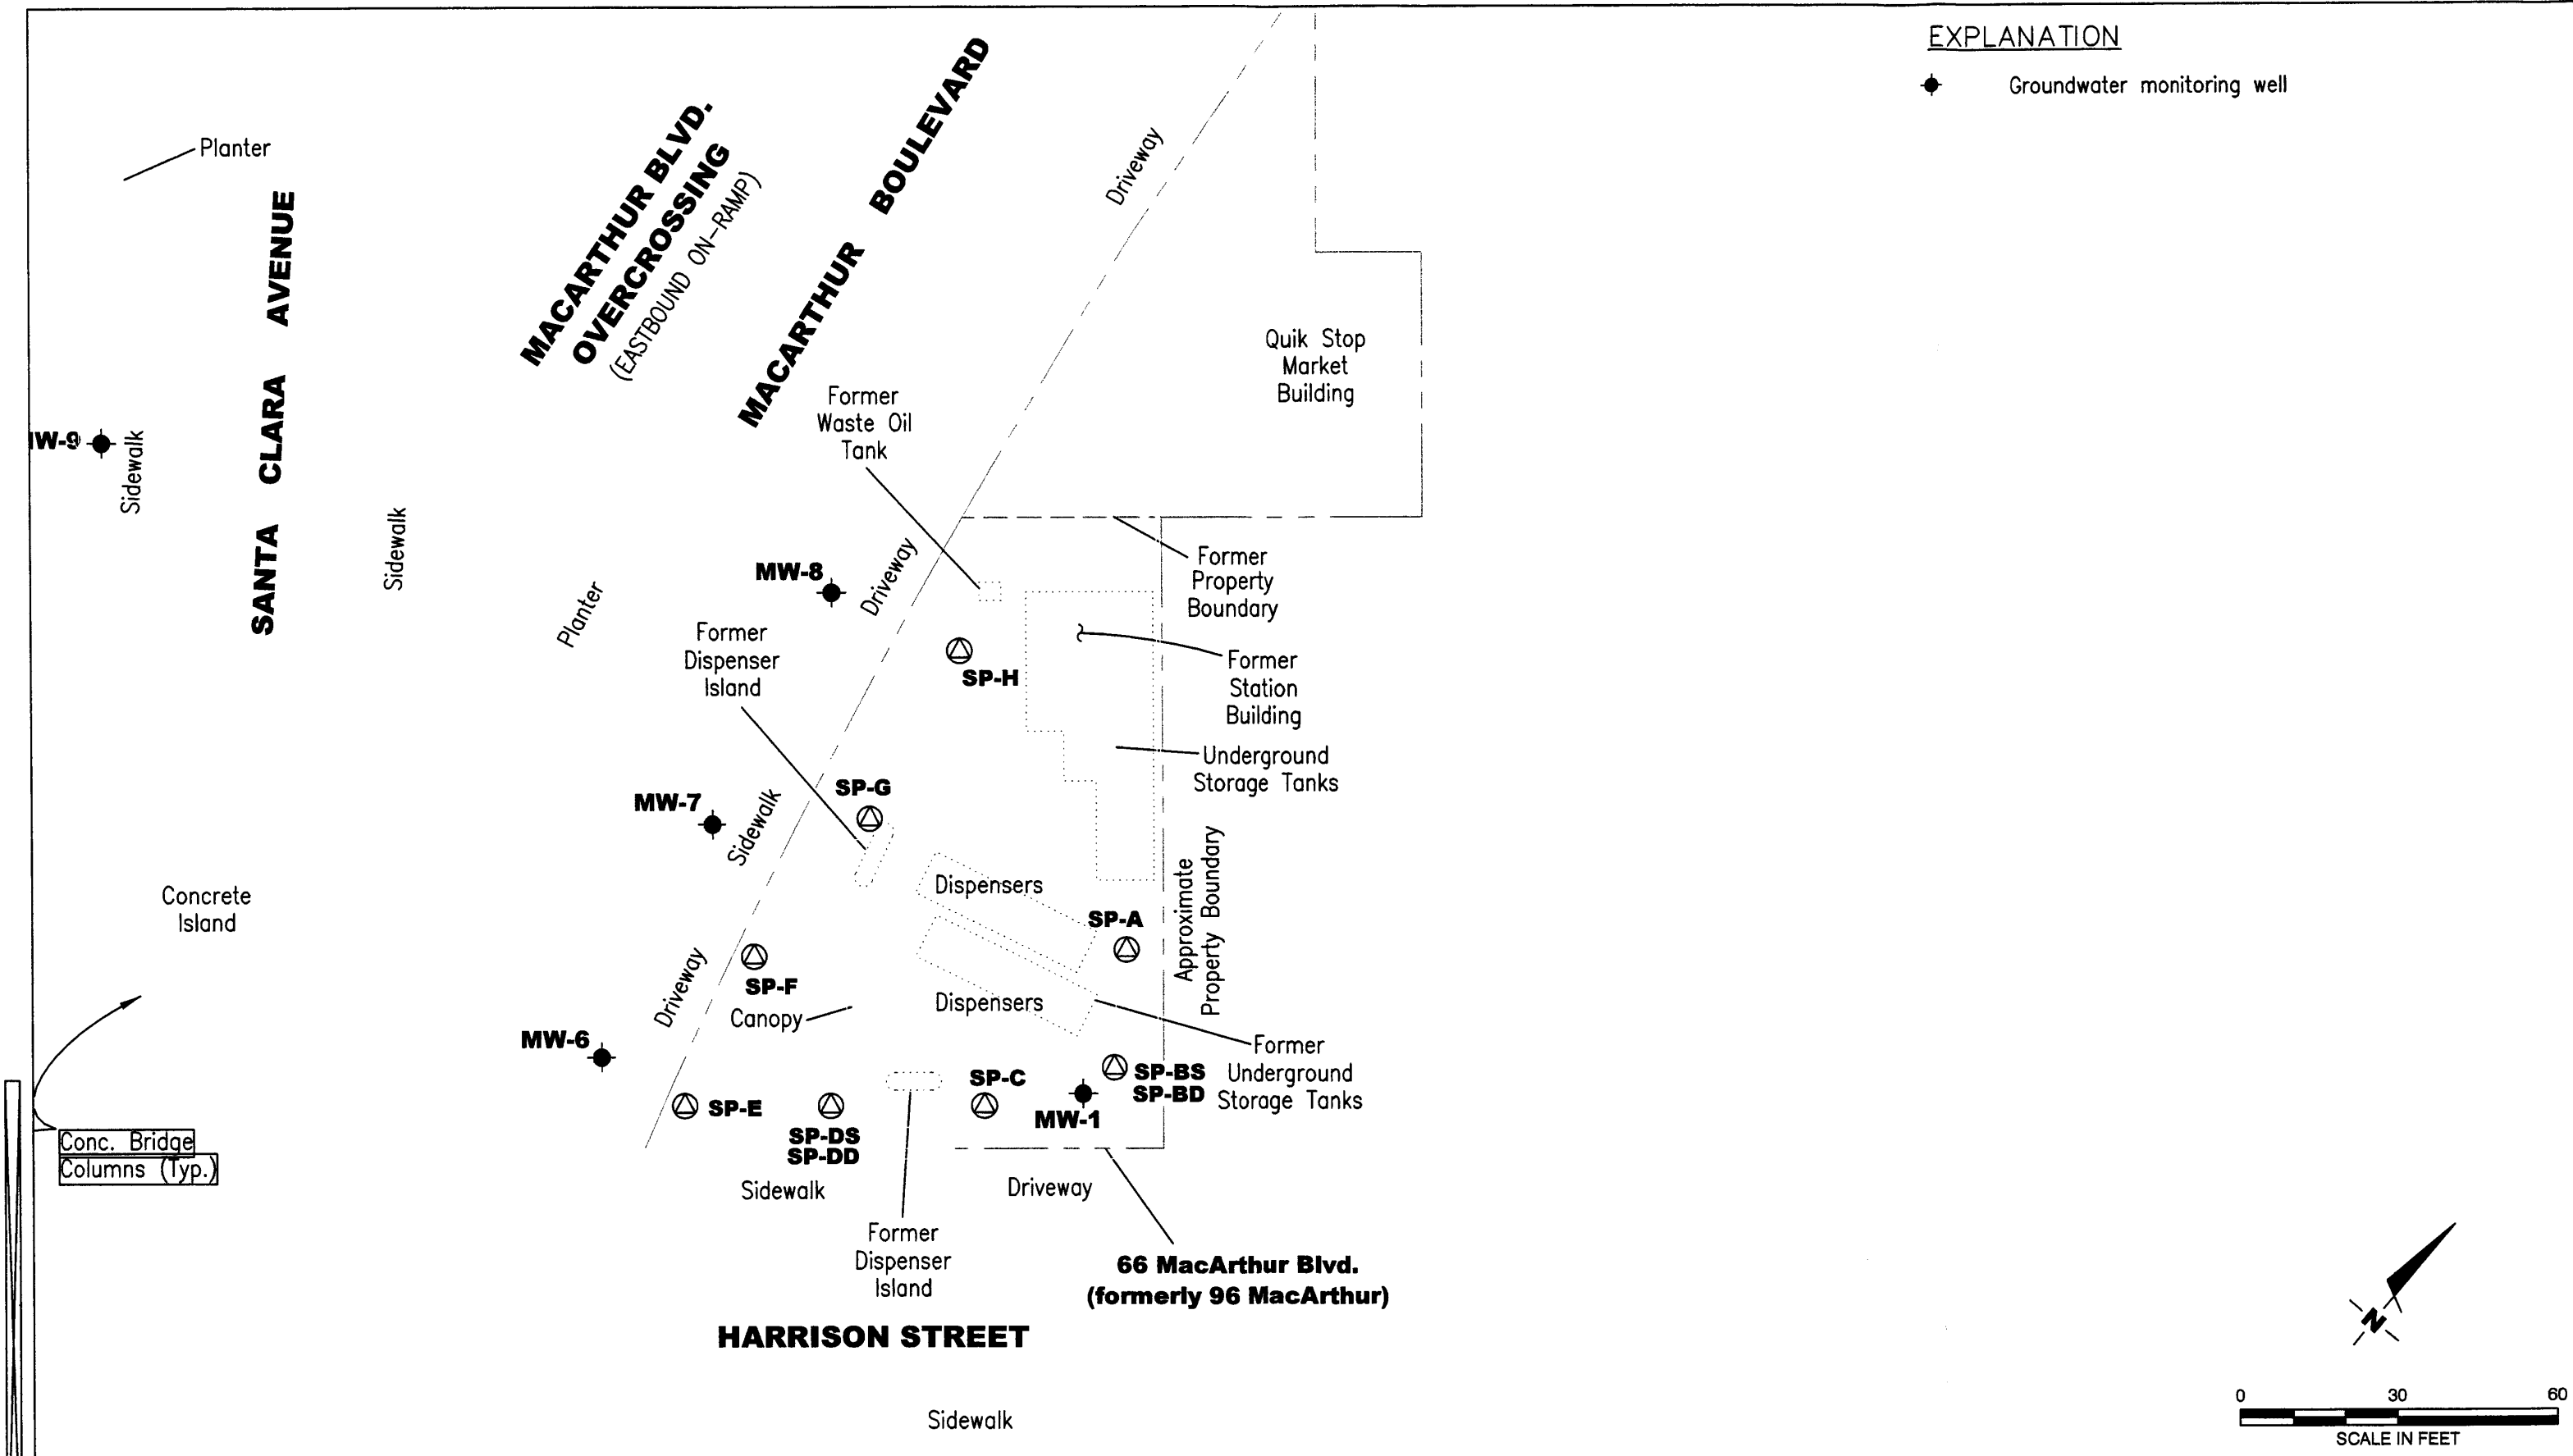 EXPLANATION
Groundwater monitoring well
Planter
SANTA CLARA AVENUE
MACARTHUR BLVD.
OVERCROSSING
(EASTBOUND ON-RAMP)
MACARTHUR BOULEVARD
Driveway
Quik Stop
Market
Building
Former
Waste Oil
Tank
IW-9
Sidewalk
Sidewalk
Planter
MW-8
Driveway
Former
Property
Boundary
Former
Dispenser
Island
SP-H
Former
Station
Building
Underground
Storage Tanks
MW-7
Sidewalk
SP-G
Concrete
Island
Dispensers
SP-A
Approximate
Property Boundary
Driveway
SP-F
Canopy
Dispensers
MW-6
Former
Underground
Storage Tanks
SP-E
SP-DS
SP-DD
SP-C
MW-1
SP-BS
SP-BD
Conc. Bridge
Columns (Typ.)
Sidewalk
Driveway
Former
Dispenser
Island
66 MacArthur Blvd.
(formerly 96 MacArthur)
HARRISON STREET
Sidewalk
N
0 30 60
SCALE IN FEET